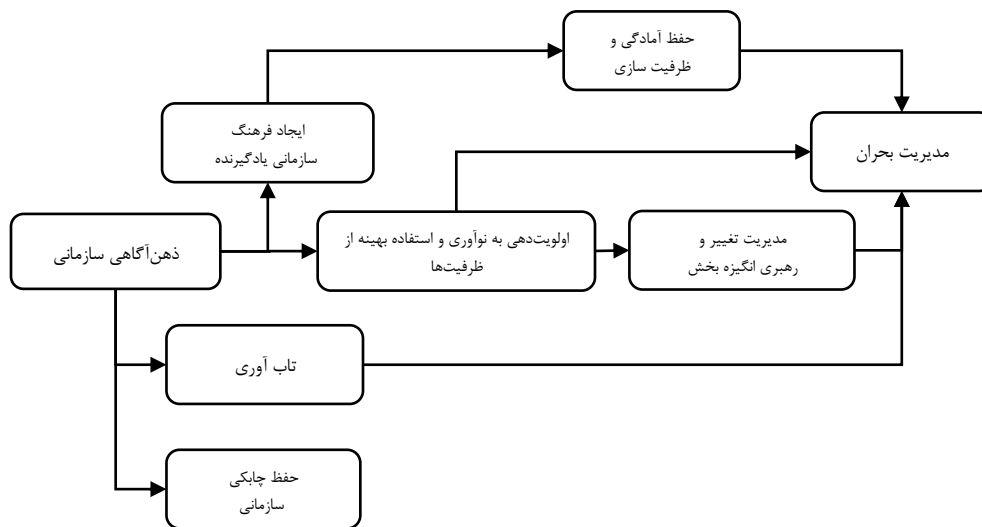 حفظ آمادگی و
ظرفیت سازی
ایجاد فرهنگ
سازمانی یادگیرنده
مدیریت بحران
ذهن‌آگاهی سازمانی
اولویت‌دهی به نوآوری و استفاده بهینه از
ظرفیت‌ها
مدیریت تغییر و
رهبری انگیزه بخش
تاب آوری
حفظ چابکی
سازمانی